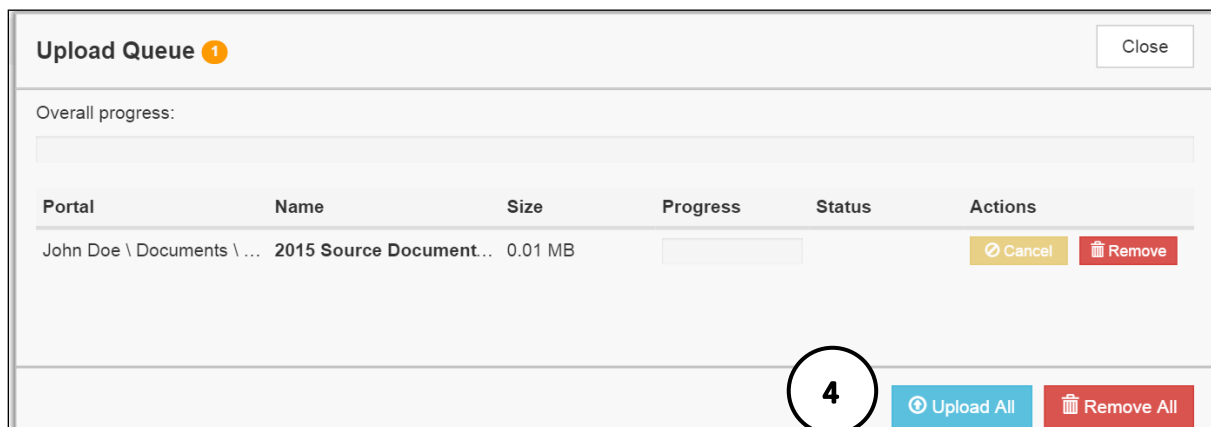 Upload Queue 1
Close
Overall progress:
Portal Name Size Progress Status Actions
John Doe \ Documents \ ... 2015 Source Document... 0.01 MB Cancel Remove
4
Upload All Remove All